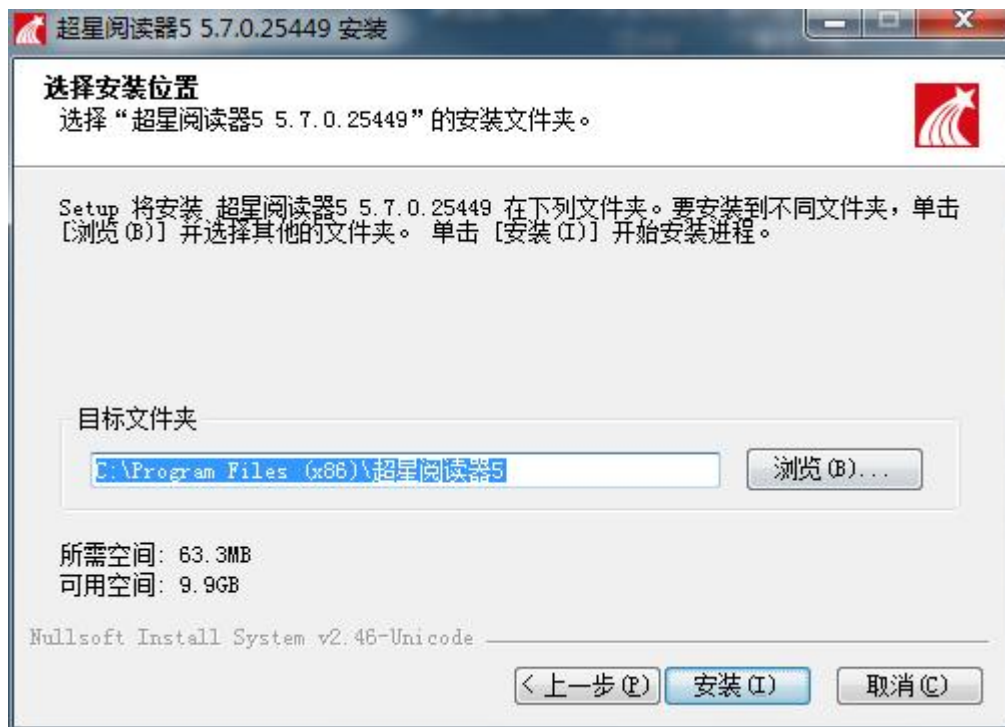 超星阅读器5 5.7.0.25449 安装
选择安装位置
选择“超星阅读器5 5.7.0.25449”的安装文件夹。
Setup 将安装 超星阅读器5 5.7.0.25449 在下列文件夹。要安装到不同文件夹，单击
[浏览(B)] 并选择其他的文件夹。 单击 [安装(I)] 开始安装进程。
目标文件夹
C:\Program Files (x86)\超星阅读器5
浏览(B)...
所需空间: 63.3MB
可用空间: 9.9GB
Nullsoft Install System v2.46-Unicode
< 上一步(P) 安装(I) 取消(C)